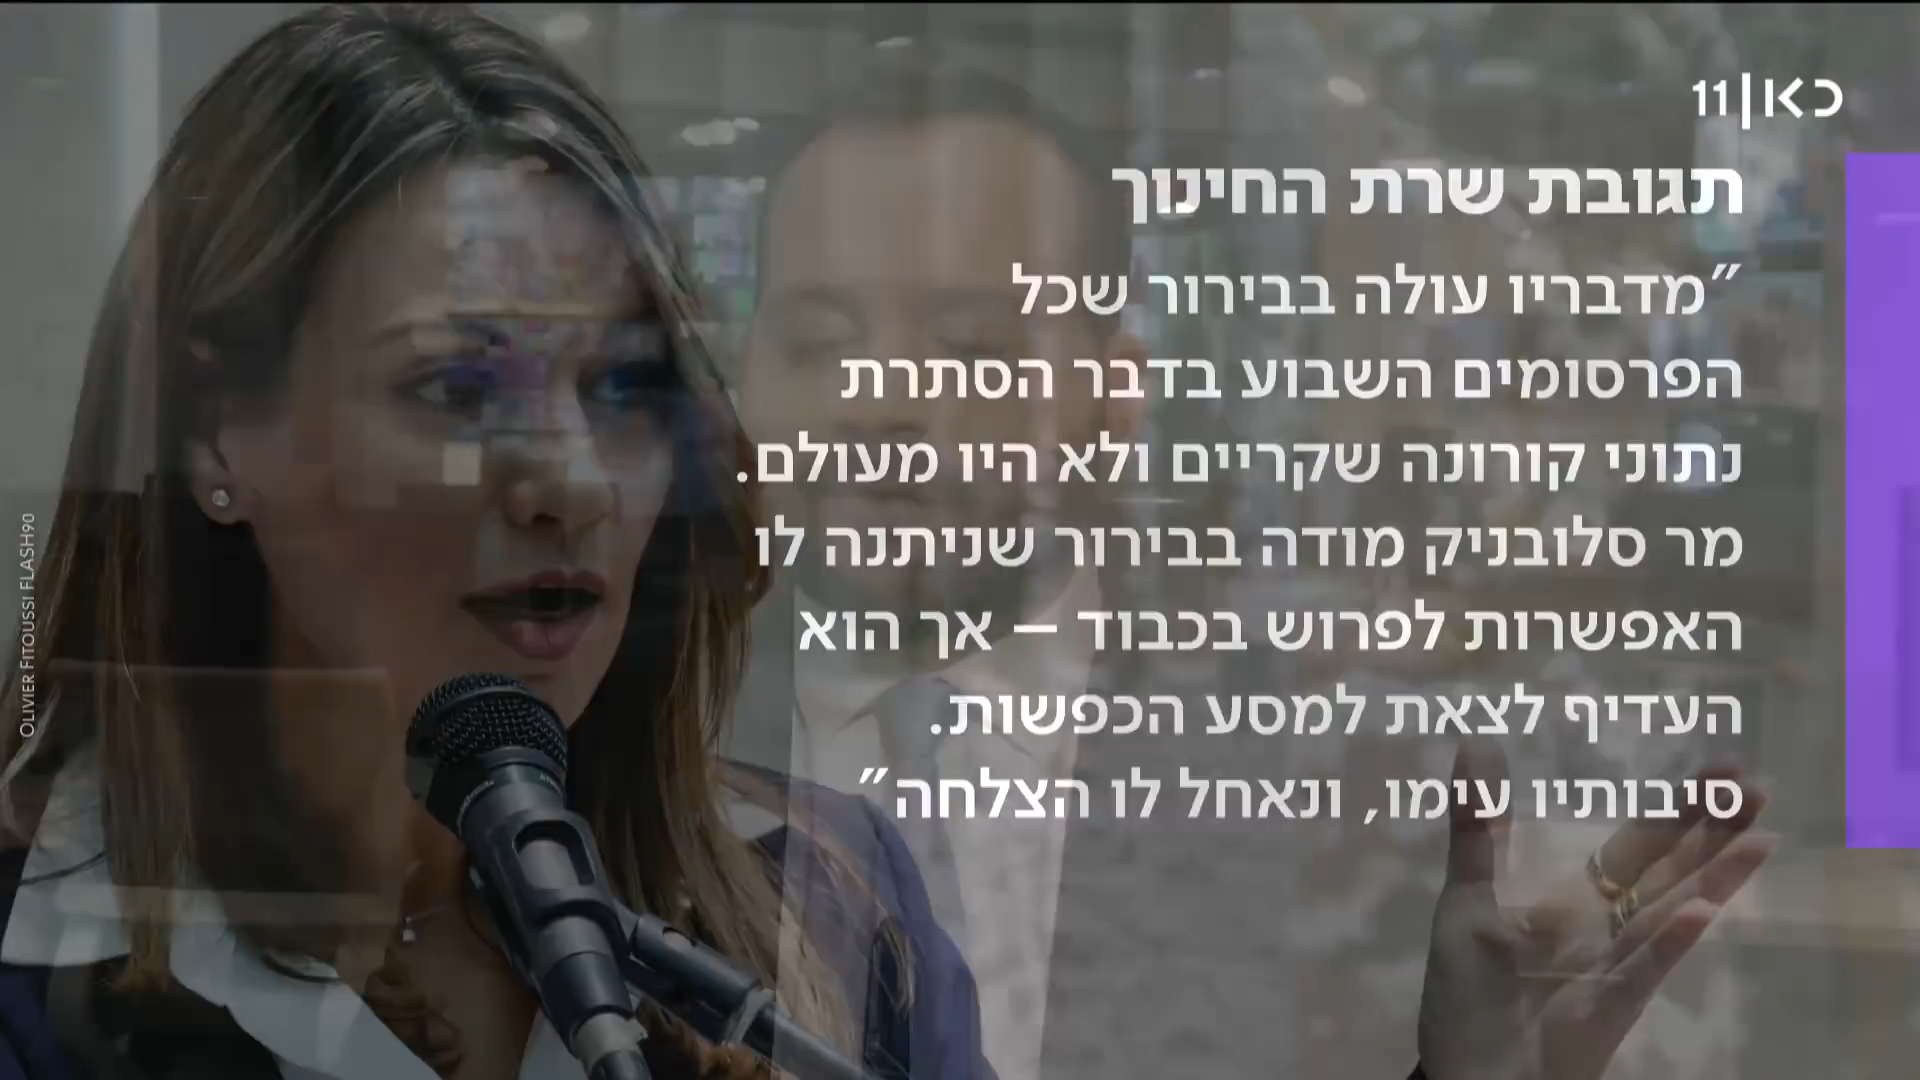 כאן|11
תגובת שרת החינוך
"מדבריו עולה בבירור שכל
הפרסומים השבוע בדבר הסתרת
נתוני קורונה שקריים ולא היו מעולם.
מר סלובניק מודה בבירור שניתנה לו
האפשרות לפרוש בכבוד – אך הוא
העדיף לצאת למסע הכפשות.
סיבותיו עימו, ונאחל לו הצלחה"
OLIVIER FITOUSSI FLASH90